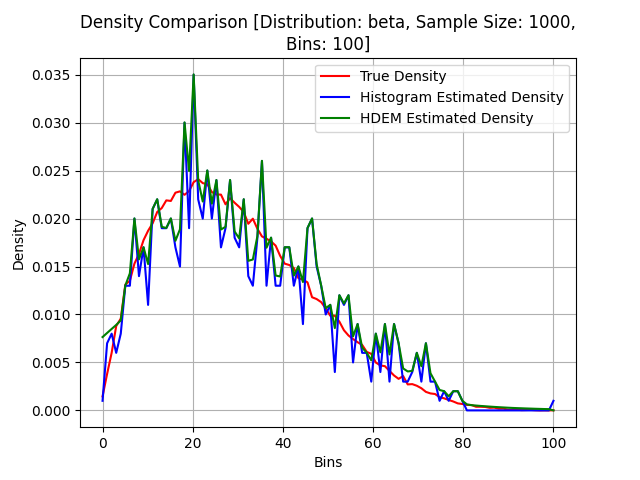 Density Comparison [Distribution: beta, Sample Size: 1000,
Bins: 100]
True Density
Histogram Estimated Density
HDEM Estimated Density
Density
0.035
0.030
0.025
0.020
0.015
0.010
0.005
0.000
0 20 40 60 80 100
Bins